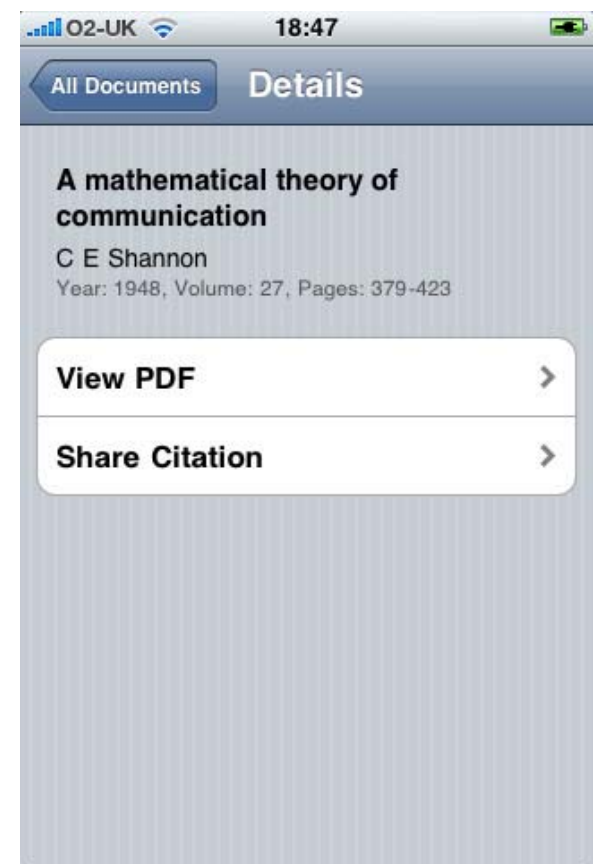 O2-UK 18:47
All Documents Details
A mathematical theory of
communication
C E Shannon
Year: 1948, Volume: 27, Pages: 379-423
View PDF
Share Citation